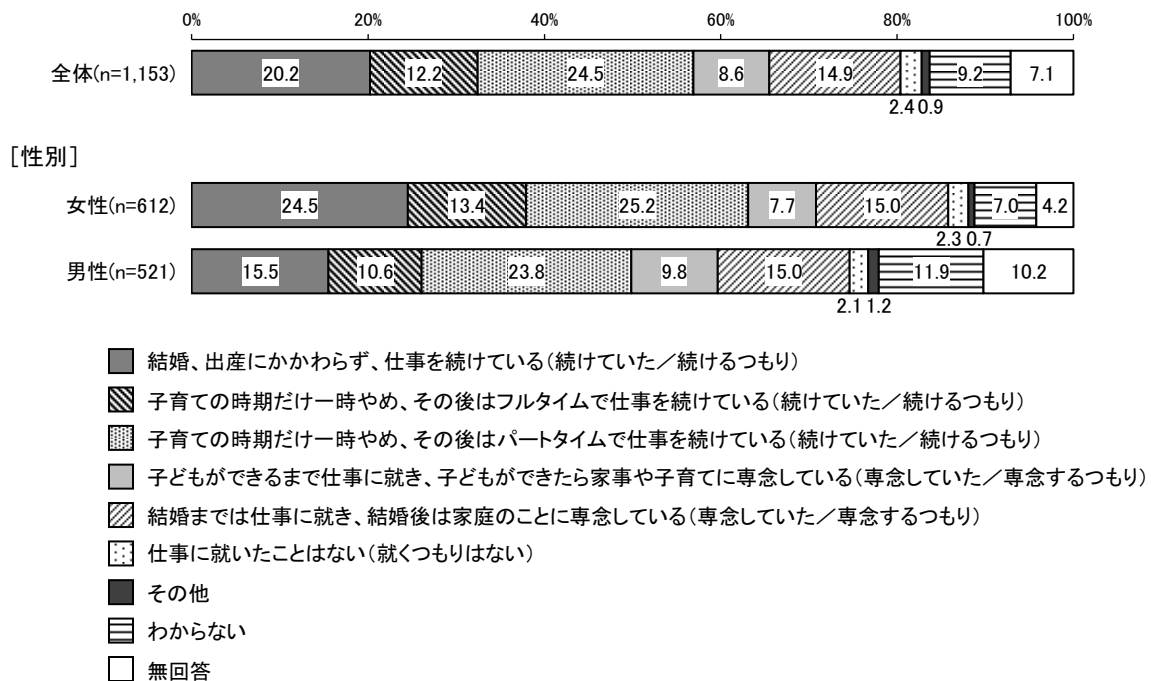 0% 20% 40% 60% 80% 100%
全体(n=1,153) 20.2 12.2 24.5 8.6 14.9 9.2 7.1
2.4 0.9
［性別］
女性(n=612) 24.5 13.4 25.2 7.7 15.0 7.0 4.2
2.3 0.7
男性(n=521) 15.5 10.6 23.8 9.8 15.0 11.9 10.2
2.1 1.2
結婚、出産にかかわらず、仕事を続けている（続けていた／続けるつもり）
子育ての時期だけ一時やめ、その後はフルタイムで仕事を続けている（続けていた／続けるつもり）
子育ての時期だけ一時やめ、その後はパートタイムで仕事を続けている（続けていた／続けるつもり）
子どもができるまで仕事に就き、子どもができたら家事や子育てに専念している（専念していた／専念するつもり）
結婚までは仕事に就き、結婚後は家庭のことに専念している（専念していた／専念するつもり）
仕事に就いたことはない（就くつもりはない）
その他
わからない
無回答